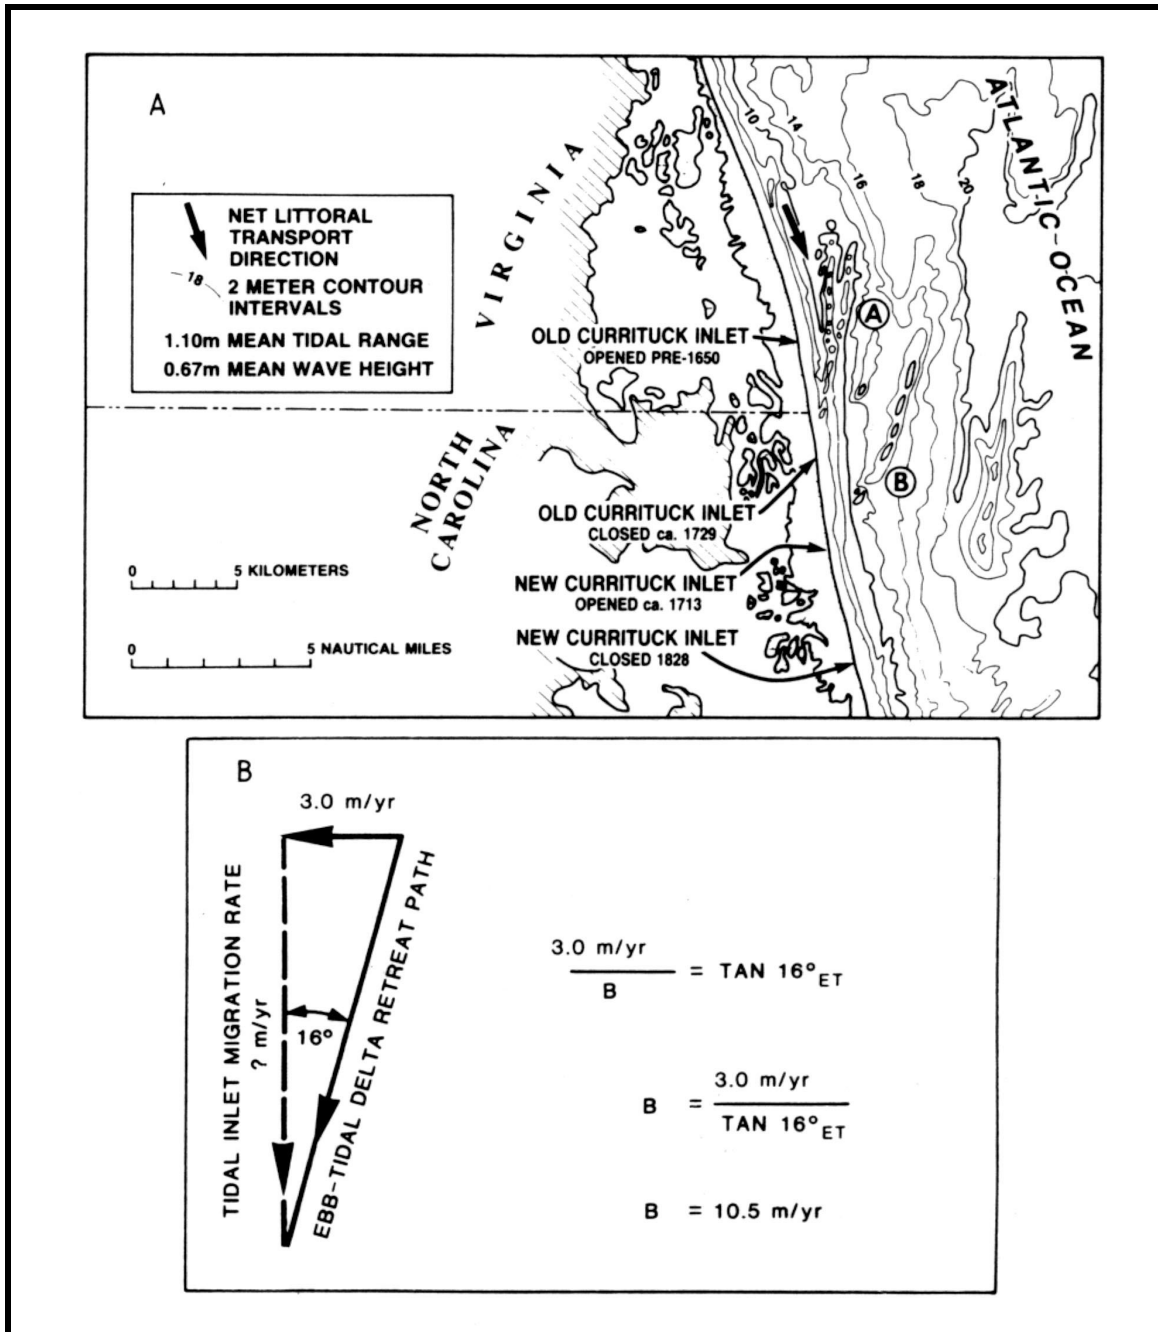 A
NET LITTORAL
TRANSPORT
DIRECTION
18
2 METER CONTOUR
INTERVALS
1.10m MEAN TIDAL RANGE
0.67m MEAN WAVE HEIGHT
VIRGINIA
NORTH
CAROLINA
10
14
16
18
20
ATLANTIC OCEAN
A
B
OLD CURRITUCK INLET
OPENED PRE-1650
OLD CURRITUCK INLET
CLOSED ca. 1729
NEW CURRITUCK INLET
OPENED ca. 1713
NEW CURRITUCK INLET
CLOSED 1828
0 5 KILOMETERS
0 5 NAUTICAL MILES
B
3.0 m/yr
TIDAL INLET MIGRATION RATE
? m/yr
16°
EBB-TIDAL DELTA RETREAT PATH
3.0 m/yr
B
= TAN 16°ET
B = 3.0 m/yr
TAN 16°ET
B = 10.5 m/yr